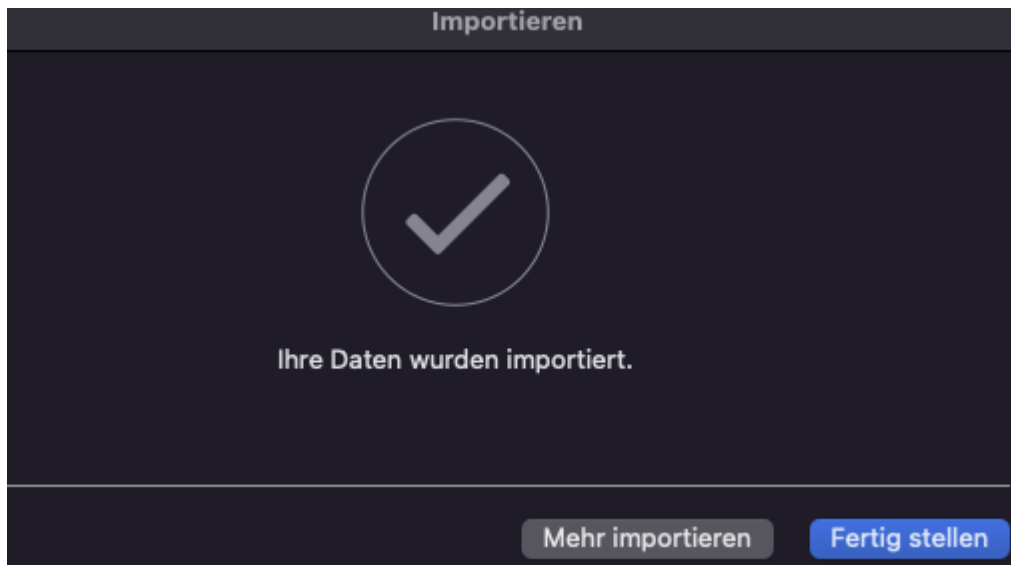 Importieren
Ihre Daten wurden importiert.
Mehr importieren
Fertig stellen